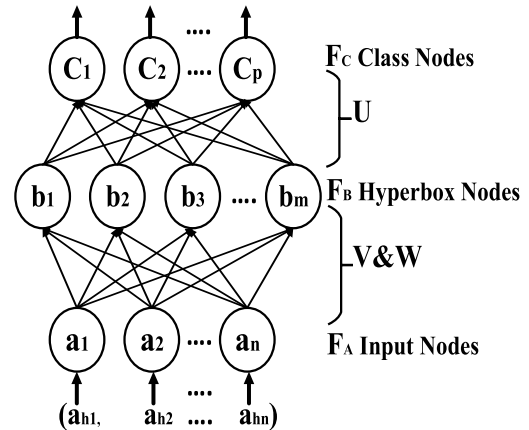 ....
C1 C2 .... Cp FC Class Nodes
U
b1 b2 b3 .... bm FB Hyperbox Nodes
V&W
a1 a2 .... an FA Input Nodes
....
(ah1, ah2 .... ahn)